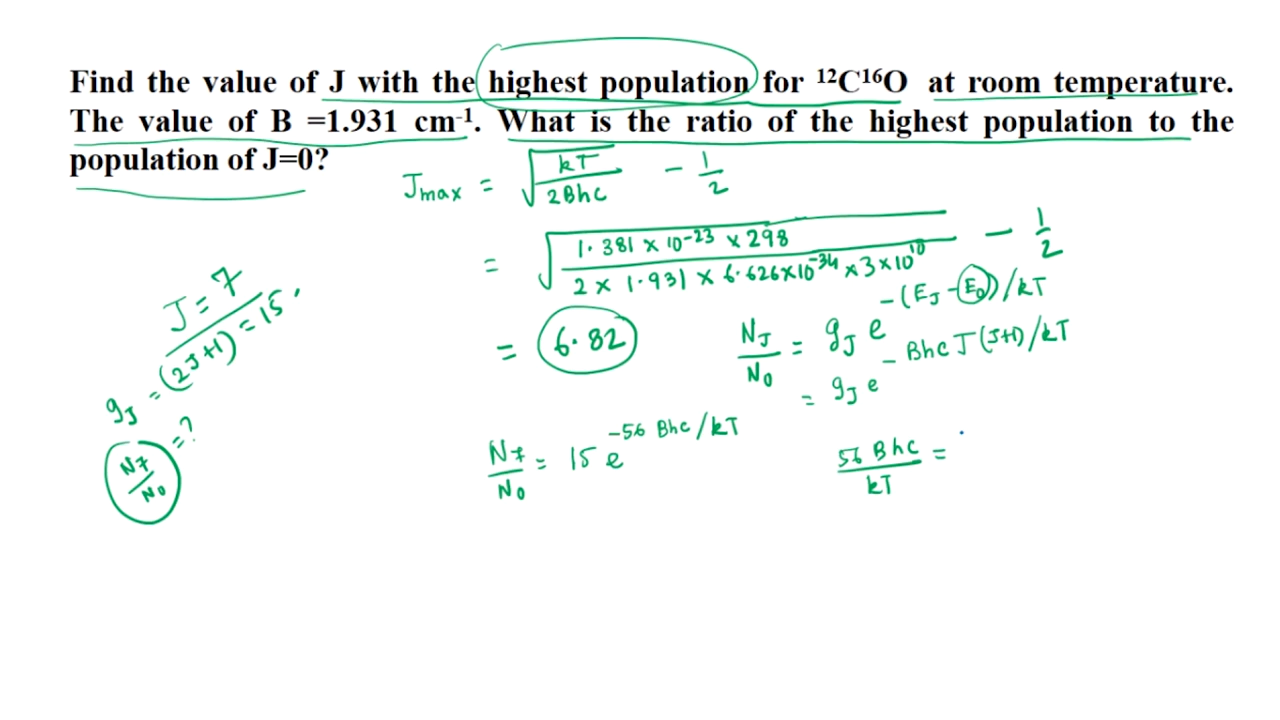 Find the value of J with the highest population for ¹²C¹⁶O at room temperature.
The value of B =1.931 cm⁻¹. What is the ratio of the highest population to the
population of J=0?
Jmax = √(kT / 2Bhc) - 1/2
= √(1.381 × 10⁻²³ × 298 / 2 × 1.931 × 6.626×10⁻³⁴ × 3×10¹⁰) - 1/2
= 6.82
J = 7
gJ = (2J+1) = 15
N7/N0 = ?
NJ/N0 = gJ e^-(EJ - E0)/kT
= gJ e^-BhcJ(J+1)/kT
N7/N0 = 15 e^-56 Bhc/kT
56 Bhc/kT =